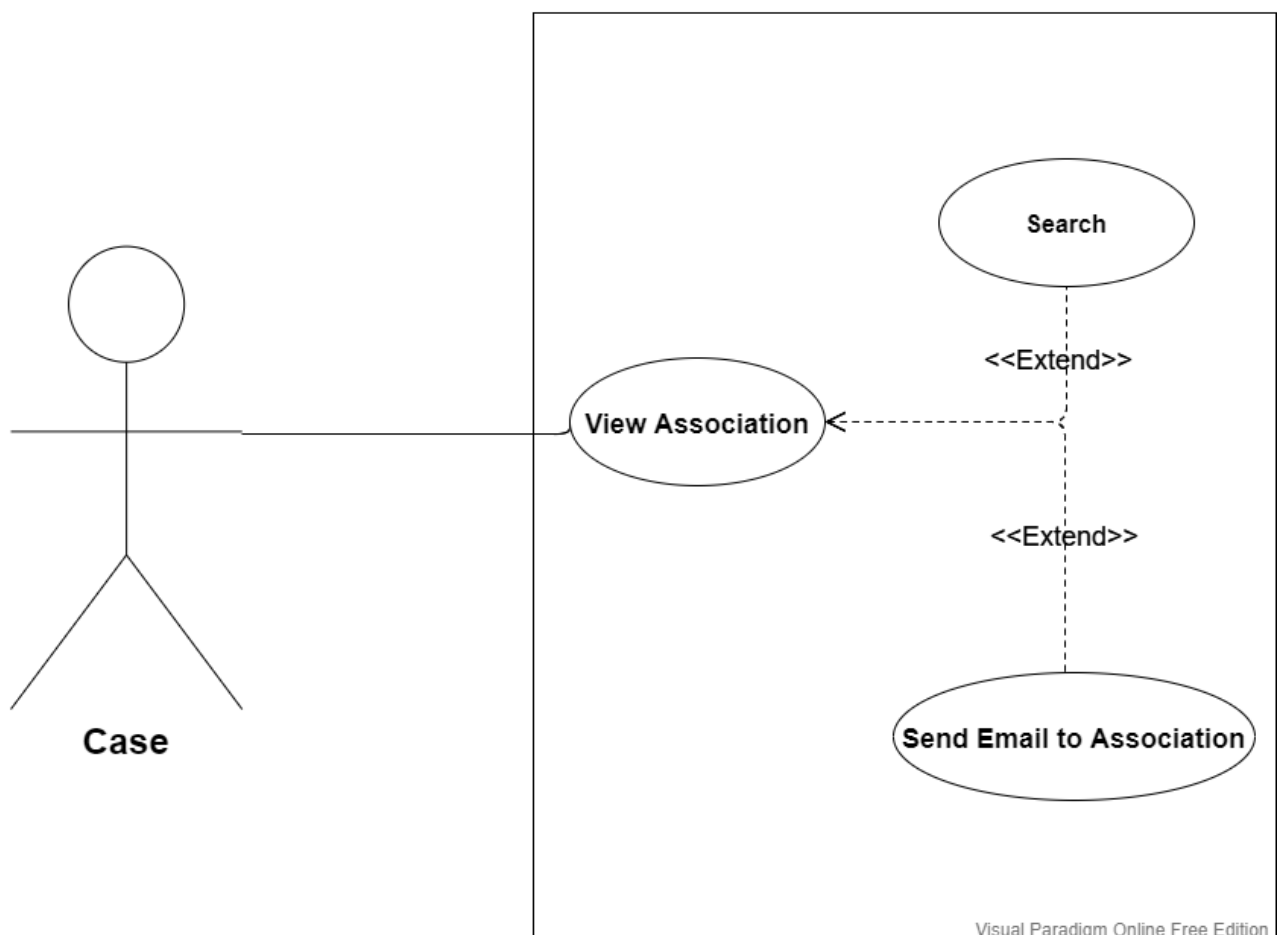 Search
<<Extend>>
View Association
<<Extend>>
Send Email to Association
Case
Visual Paradigm Online Free Edition